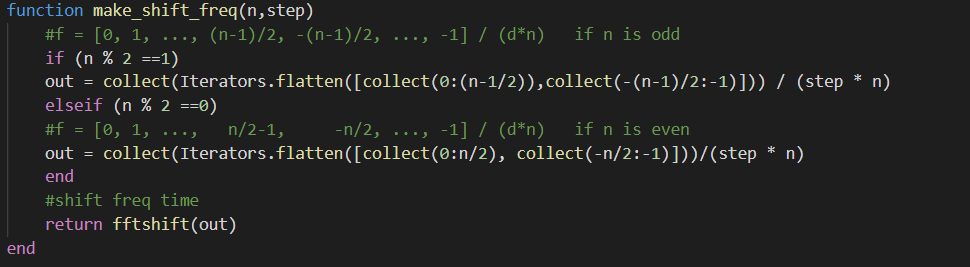 function make_shift_freq(n,step)
    #f = [0, 1, ..., (n-1)/2, -(n-1)/2, ..., -1] / (d*n)   if n is odd
    if (n % 2 ==1)
    out = collect(Iterators.flatten([collect(0:(n-1/2)),collect(-(n-1)/2:-1)])) / (step * n)
    elseif (n % 2 ==0)
    #f = [0, 1, ...,   n/2-1,     -n/2, ..., -1] / (d*n)   if n is even
    out = collect(Iterators.flatten([collect(0:n/2), collect(-n/2:-1)]))/(step * n)
    end
    #shift freq time
    return fftshift(out)
end